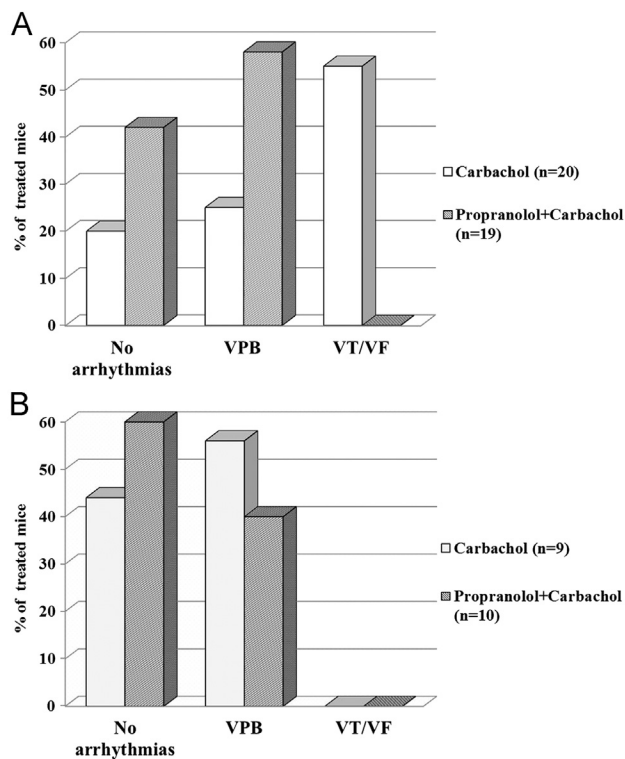 A
60
50
40
30
20
10
0
% of treated mice
No
arrhythmias
VPB
VT/VF
Carbachol (n=20)
Propranolol+Carbachol
(n=19)
B
60
50
40
30
20
10
0
% of treated mice
No
arrhythmias
VPB
VT/VF
Carbachol (n=9)
Propranolol+Carbachol
(n=10)